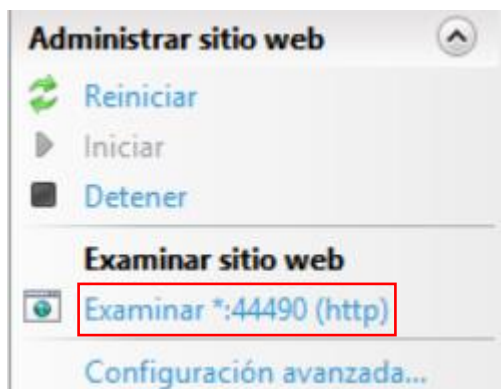 Administrar sitio web
Reiniciar
Iniciar
Detener
Examinar sitio web
Examinar *:44490 (http)
Configuración avanzada...